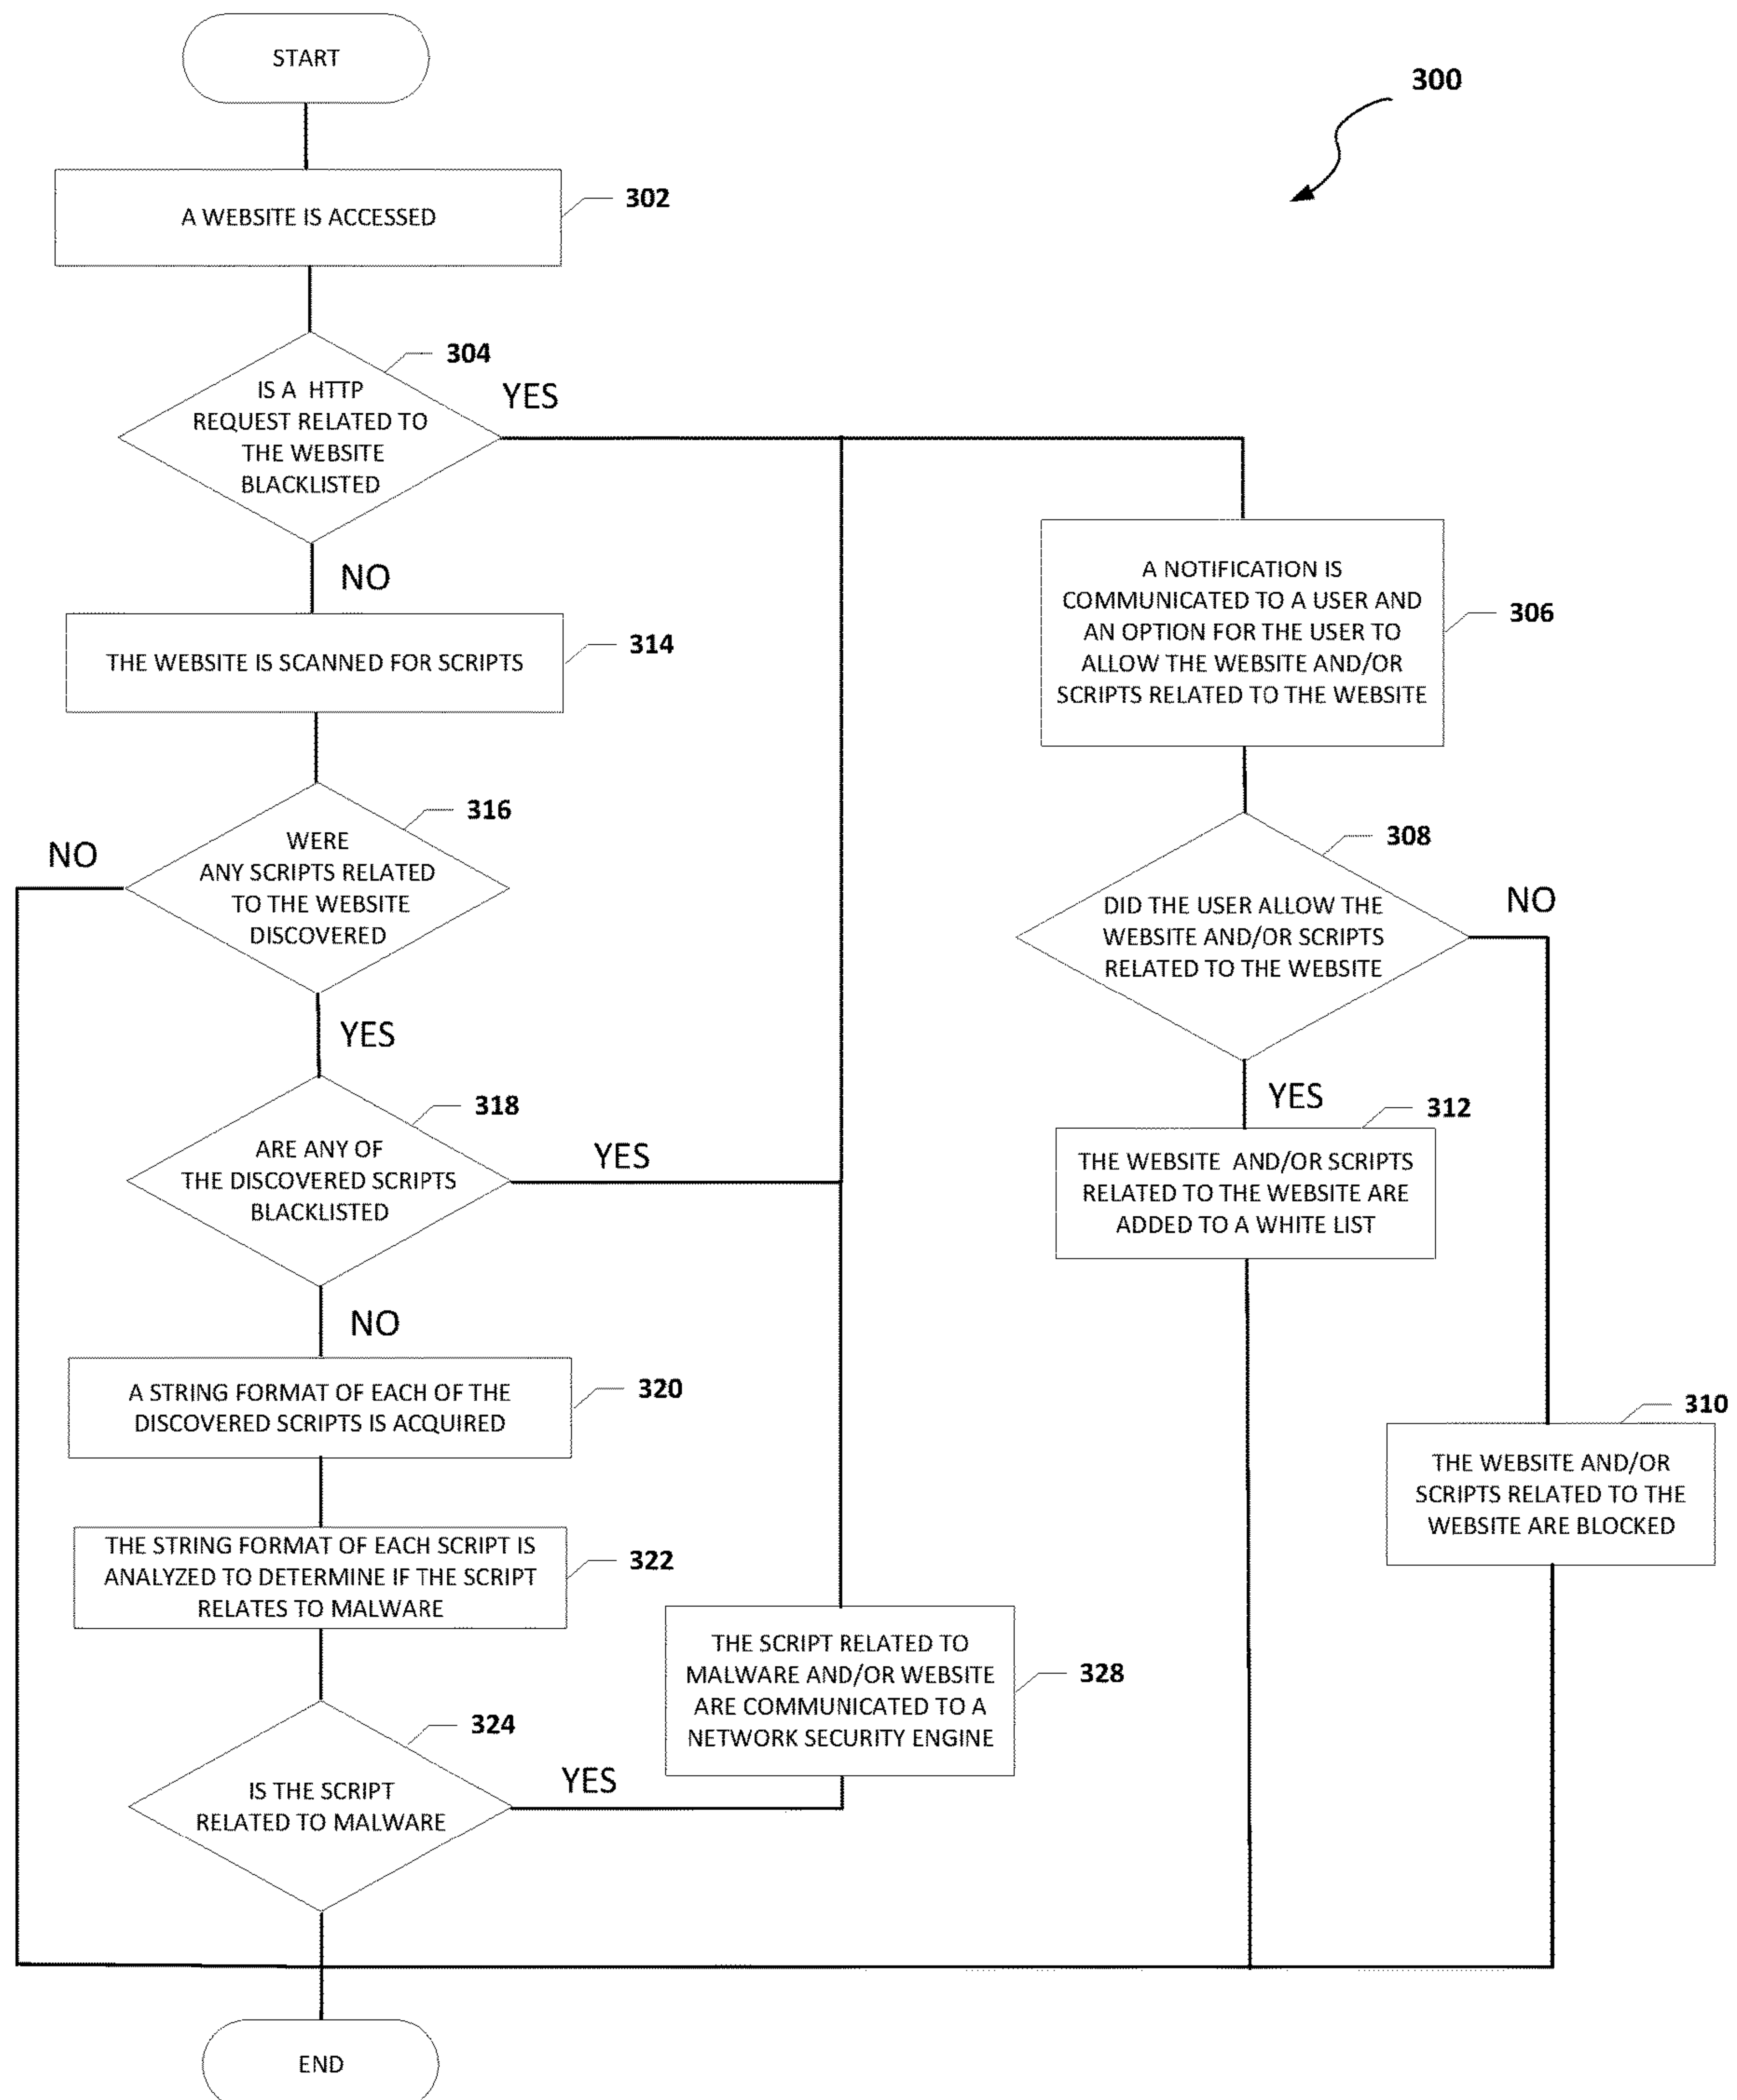 START
300
A WEBSITE IS ACCESSED
302
304
IS A HTTP
REQUEST RELATED TO
THE WEBSITE
BLACKLISTED
YES
NO
THE WEBSITE IS SCANNED FOR SCRIPTS
314
316
WERE
ANY SCRIPTS RELATED
TO THE WEBSITE
DISCOVERED
NO
YES
318
ARE ANY OF
THE DISCOVERED SCRIPTS
BLACKLISTED
YES
NO
A STRING FORMAT OF EACH OF THE
DISCOVERED SCRIPTS IS ACQUIRED
320
THE STRING FORMAT OF EACH SCRIPT IS
ANALYZED TO DETERMINE IF THE SCRIPT
RELATES TO MALWARE
322
324
IS THE SCRIPT
RELATED TO MALWARE
YES
THE SCRIPT RELATED TO
MALWARE AND/OR WEBSITE
ARE COMMUNICATED TO A
NETWORK SECURITY ENGINE
328
A NOTIFICATION IS
COMMUNICATED TO A USER AND
AN OPTION FOR THE USER TO
ALLOW THE WEBSITE AND/OR
SCRIPTS RELATED TO THE WEBSITE
306
308
DID THE USER ALLOW THE
WEBSITE AND/OR SCRIPTS
RELATED TO THE WEBSITE
NO
YES
312
THE WEBSITE AND/OR SCRIPTS
RELATED TO THE WEBSITE ARE
ADDED TO A WHITE LIST
310
THE WEBSITE AND/OR
SCRIPTS RELATED TO THE
WEBSITE ARE BLOCKED
END